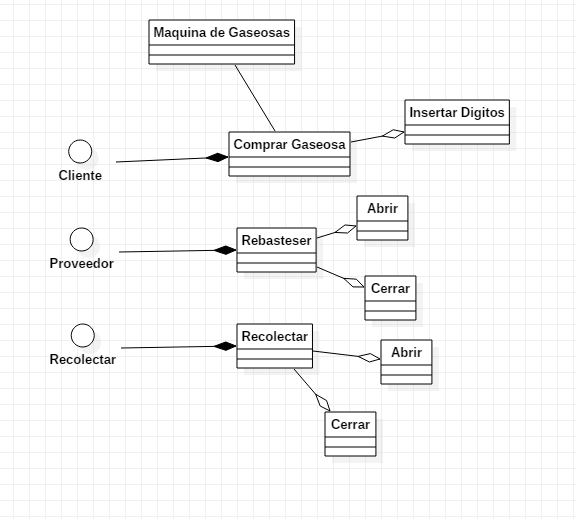 Maquina de Gaseosas
Insertar Digitos
Comprar Gaseosa
Cliente
Abrir
Rebasteser
Proveedor
Cerrar
Recolectar
Recolectar
Abrir
Cerrar